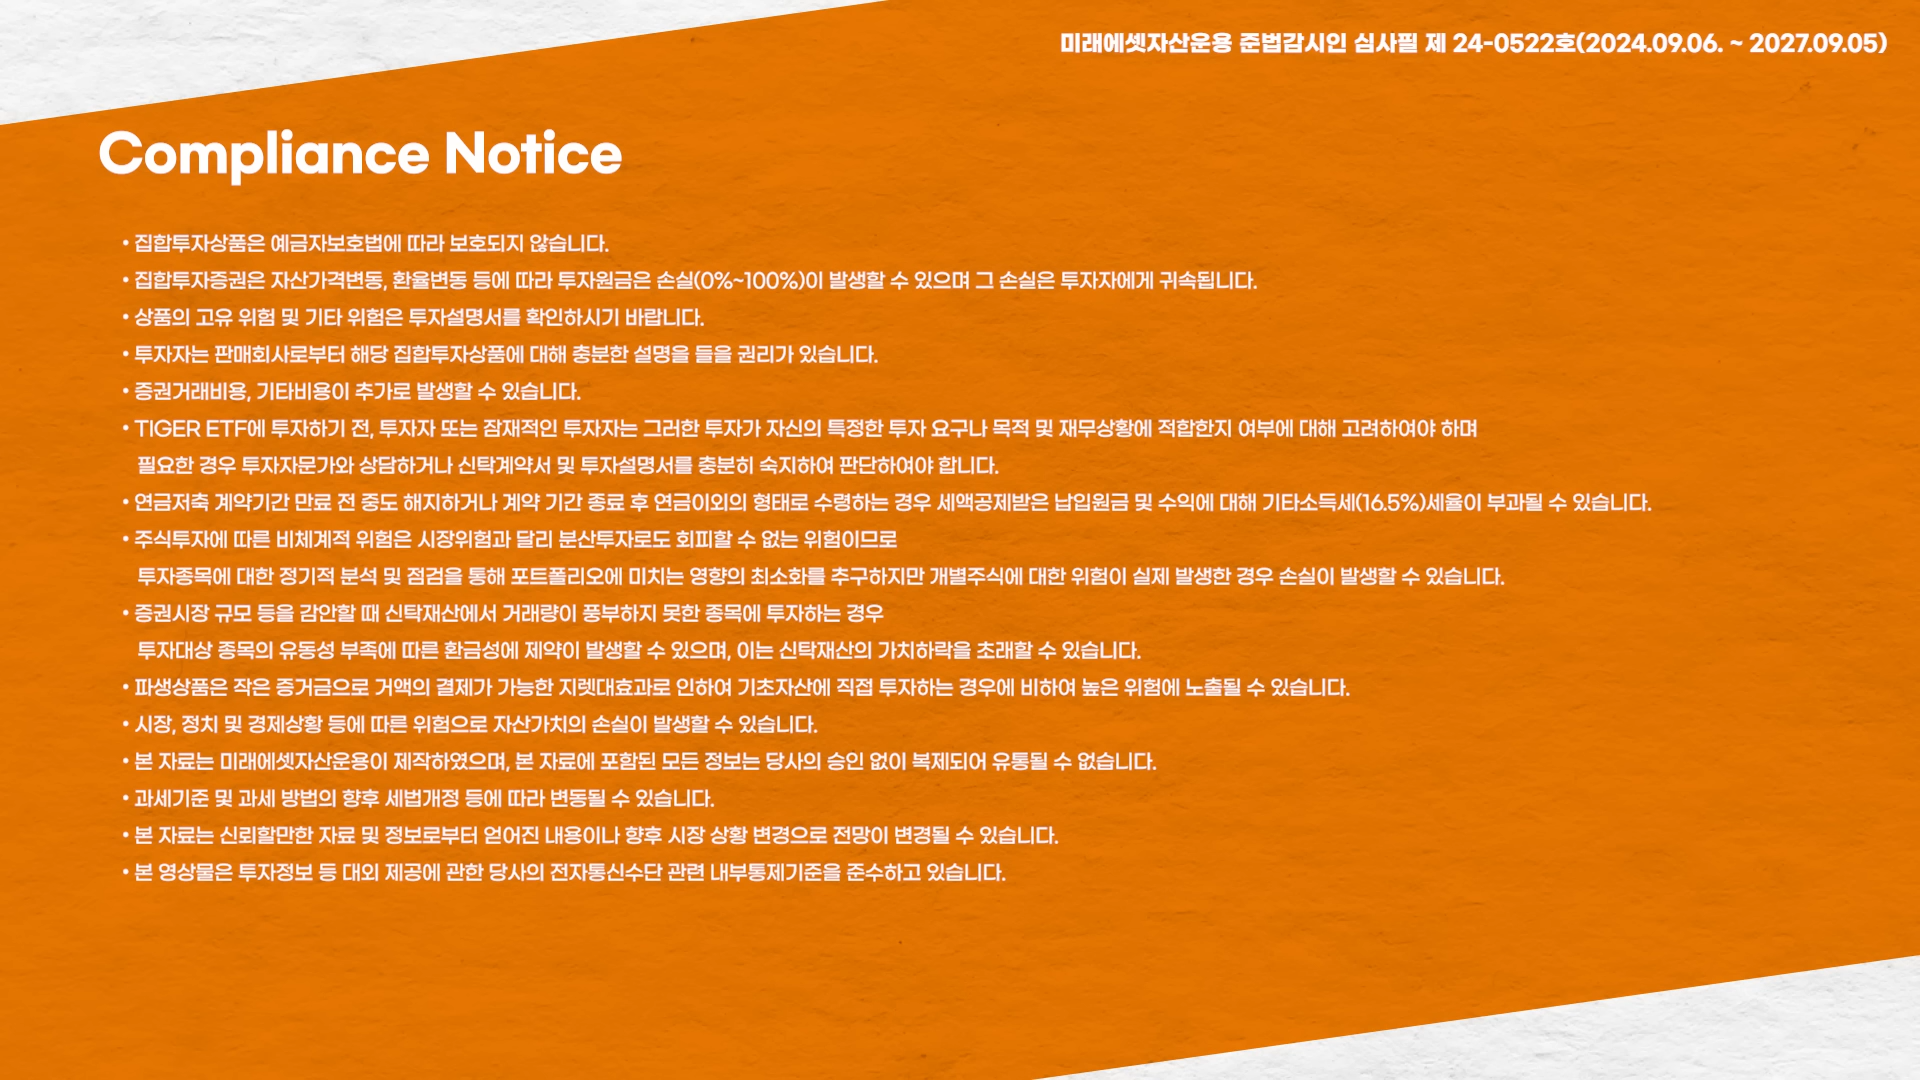 미래에셋자산운용 준법감시인 심사필 제 24-0522호(2024.09.06. ~ 2027.09.05)
Compliance Notice
• 집합투자상품은 예금자보호법에 따라 보호되지 않습니다.
• 집합투자증권은 자산가격변동, 환율변동 등에 따라 투자원금은 손실(0%~100%)이 발생할 수 있으며 그 손실은 투자자에게 귀속됩니다.
• 상품의 고유 위험 및 기타 위험은 투자설명서를 확인하시기 바랍니다.
• 투자자는 판매회사로부터 해당 집합투자상품에 대해 충분한 설명을 들을 권리가 있습니다.
• 증권거래비용, 기타비용이 추가로 발생할 수 있습니다.
• TIGER ETF에 투자하기 전, 투자자 또는 잠재적인 투자자는 그러한 투자가 자신의 특정한 투자 요구나 목적 및 재무상황에 적합한지 여부에 대해 고려하여야 하며
필요한 경우 투자자문가와 상담하거나 신탁계약서 및 투자설명서를 충분히 숙지하여 판단하여야 합니다.
• 연금저축 계약기간 만료 전 중도 해지하거나 계약 기간 종료 후 연금이외의 형태로 수령하는 경우 세액공제받은 납입원금 및 수익에 대해 기타소득세(16.5%)세율이 부과될 수 있습니다.
• 주식투자에 따른 비체계적 위험은 시장위험과 달리 분산투자로도 회피할 수 없는 위험이므로
투자종목에 대한 정기적 분석 및 점검을 통해 포트폴리오에 미치는 영향의 최소화를 추구하지만 개별주식에 대한 위험이 실제 발생한 경우 손실이 발생할 수 있습니다.
• 증권시장 규모 등을 감안할 때 신탁재산에서 거래량이 풍부하지 못한 종목에 투자하는 경우
투자대상 종목의 유동성 부족에 따른 환금성에 제약이 발생할 수 있으며, 이는 신탁재산의 가치하락을 초래할 수 있습니다.
• 파생상품은 작은 증거금으로 거액의 결제가 가능한 지렛대효과로 인하여 기초자산에 직접 투자하는 경우에 비하여 높은 위험에 노출될 수 있습니다.
• 시장, 정치 및 경제상황 등에 따른 위험으로 자산가치의 손실이 발생할 수 있습니다.
• 본 자료는 미래에셋자산운용이 제작하였으며, 본 자료에 포함된 모든 정보는 당사의 승인 없이 복제되어 유통될 수 없습니다.
• 과세기준 및 과세 방법의 향후 세법개정 등에 따라 변동될 수 있습니다.
• 본 자료는 신뢰할만한 자료 및 정보로부터 얻어진 내용이나 향후 시장 상황 변경으로 전망이 변경될 수 있습니다.
• 본 영상물은 투자정보 등 대외 제공에 관한 당사의 전자통신수단 관련 내부통제기준을 준수하고 있습니다.